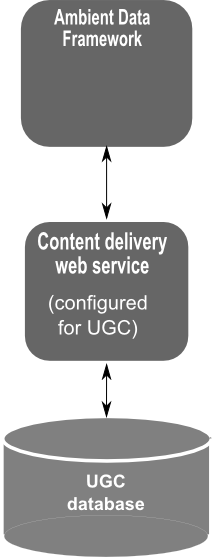 Ambient Data
Framework
Content delivery
web service
(configured
for UGC)
UGC
database